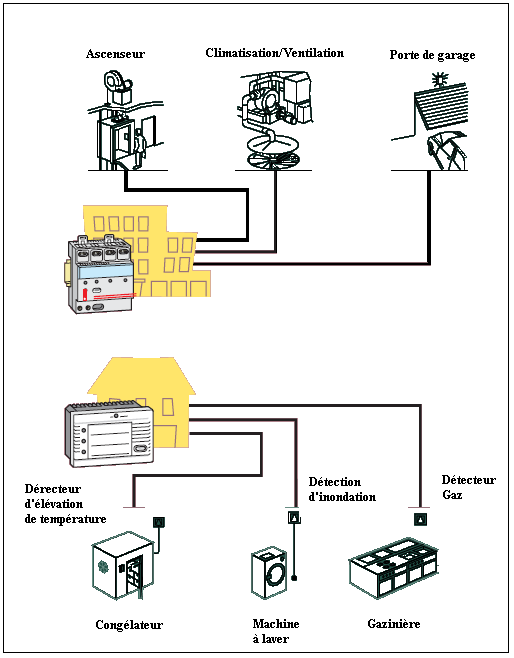 Ascenseur
Climatisation/Ventilation
Porte de garage
Dérecteur
d'élévation
de température
Détection
d'inondation
Détecteur
Gaz
Congélateur
Machine
à laver
Gazinière